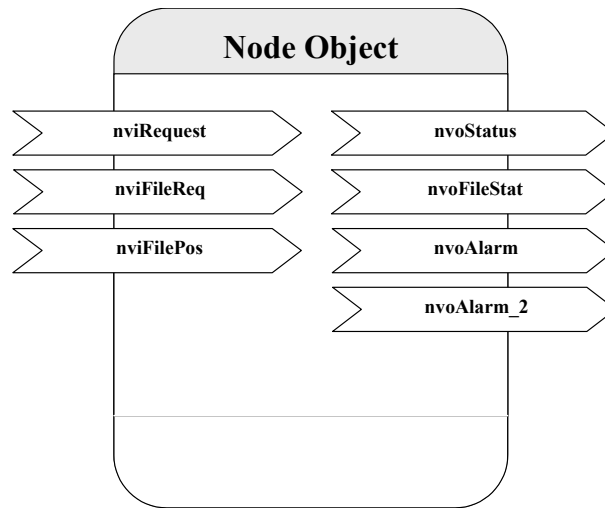 Node Object
nviRequest
nvoStatus
nviFileReq
nvoFileStat
nviFilePos
nvoAlarm
nvoAlarm_2